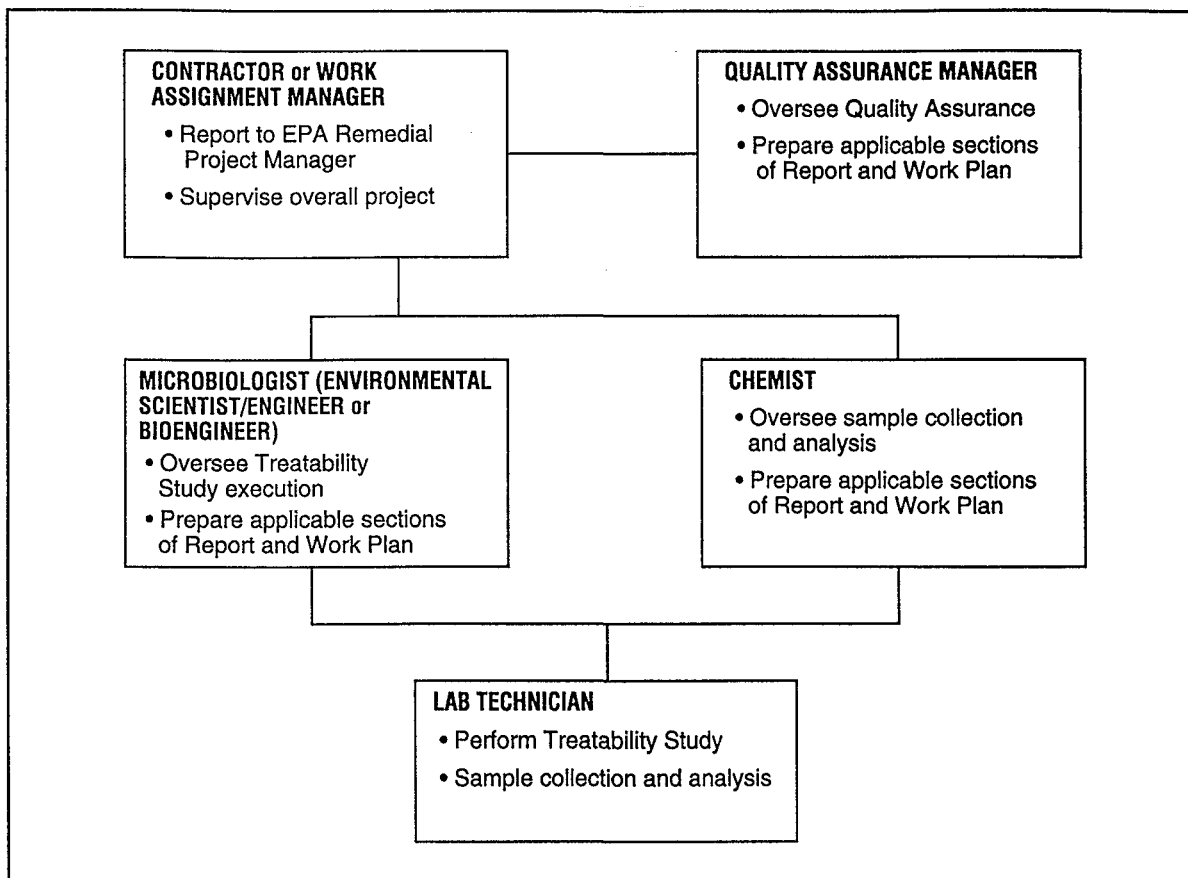 CONTRACTOR or WORK
ASSIGNMENT MANAGER
• Report to EPA Remedial
Project Manager
• Supervise overall project
QUALITY ASSURANCE MANAGER
• Oversee Quality Assurance
• Prepare applicable sections
of Report and Work Plan
MICROBIOLOGIST (ENVIRONMENTAL
SCIENTIST/ENGINEER or
BIOENGINEER)
• Oversee Treatability
Study execution
• Prepare applicable sections
of Report and Work Plan
CHEMIST
• Oversee sample collection
and analysis
• Prepare applicable sections
of Report and Work Plan
LAB TECHNICIAN
• Perform Treatability Study
• Sample collection and analysis